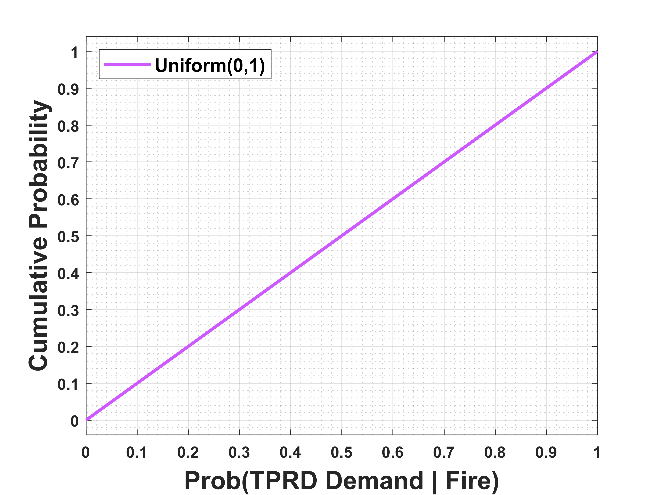 Uniform(0,1)
1
0.9
0.8
0.7
0.6
0.5
0.4
0.3
0.2
0.1
0
Cumulative Probability
0 0.1 0.2 0.3 0.4 0.5 0.6 0.7 0.8 0.9 1
Prob(TPRD Demand | Fire)